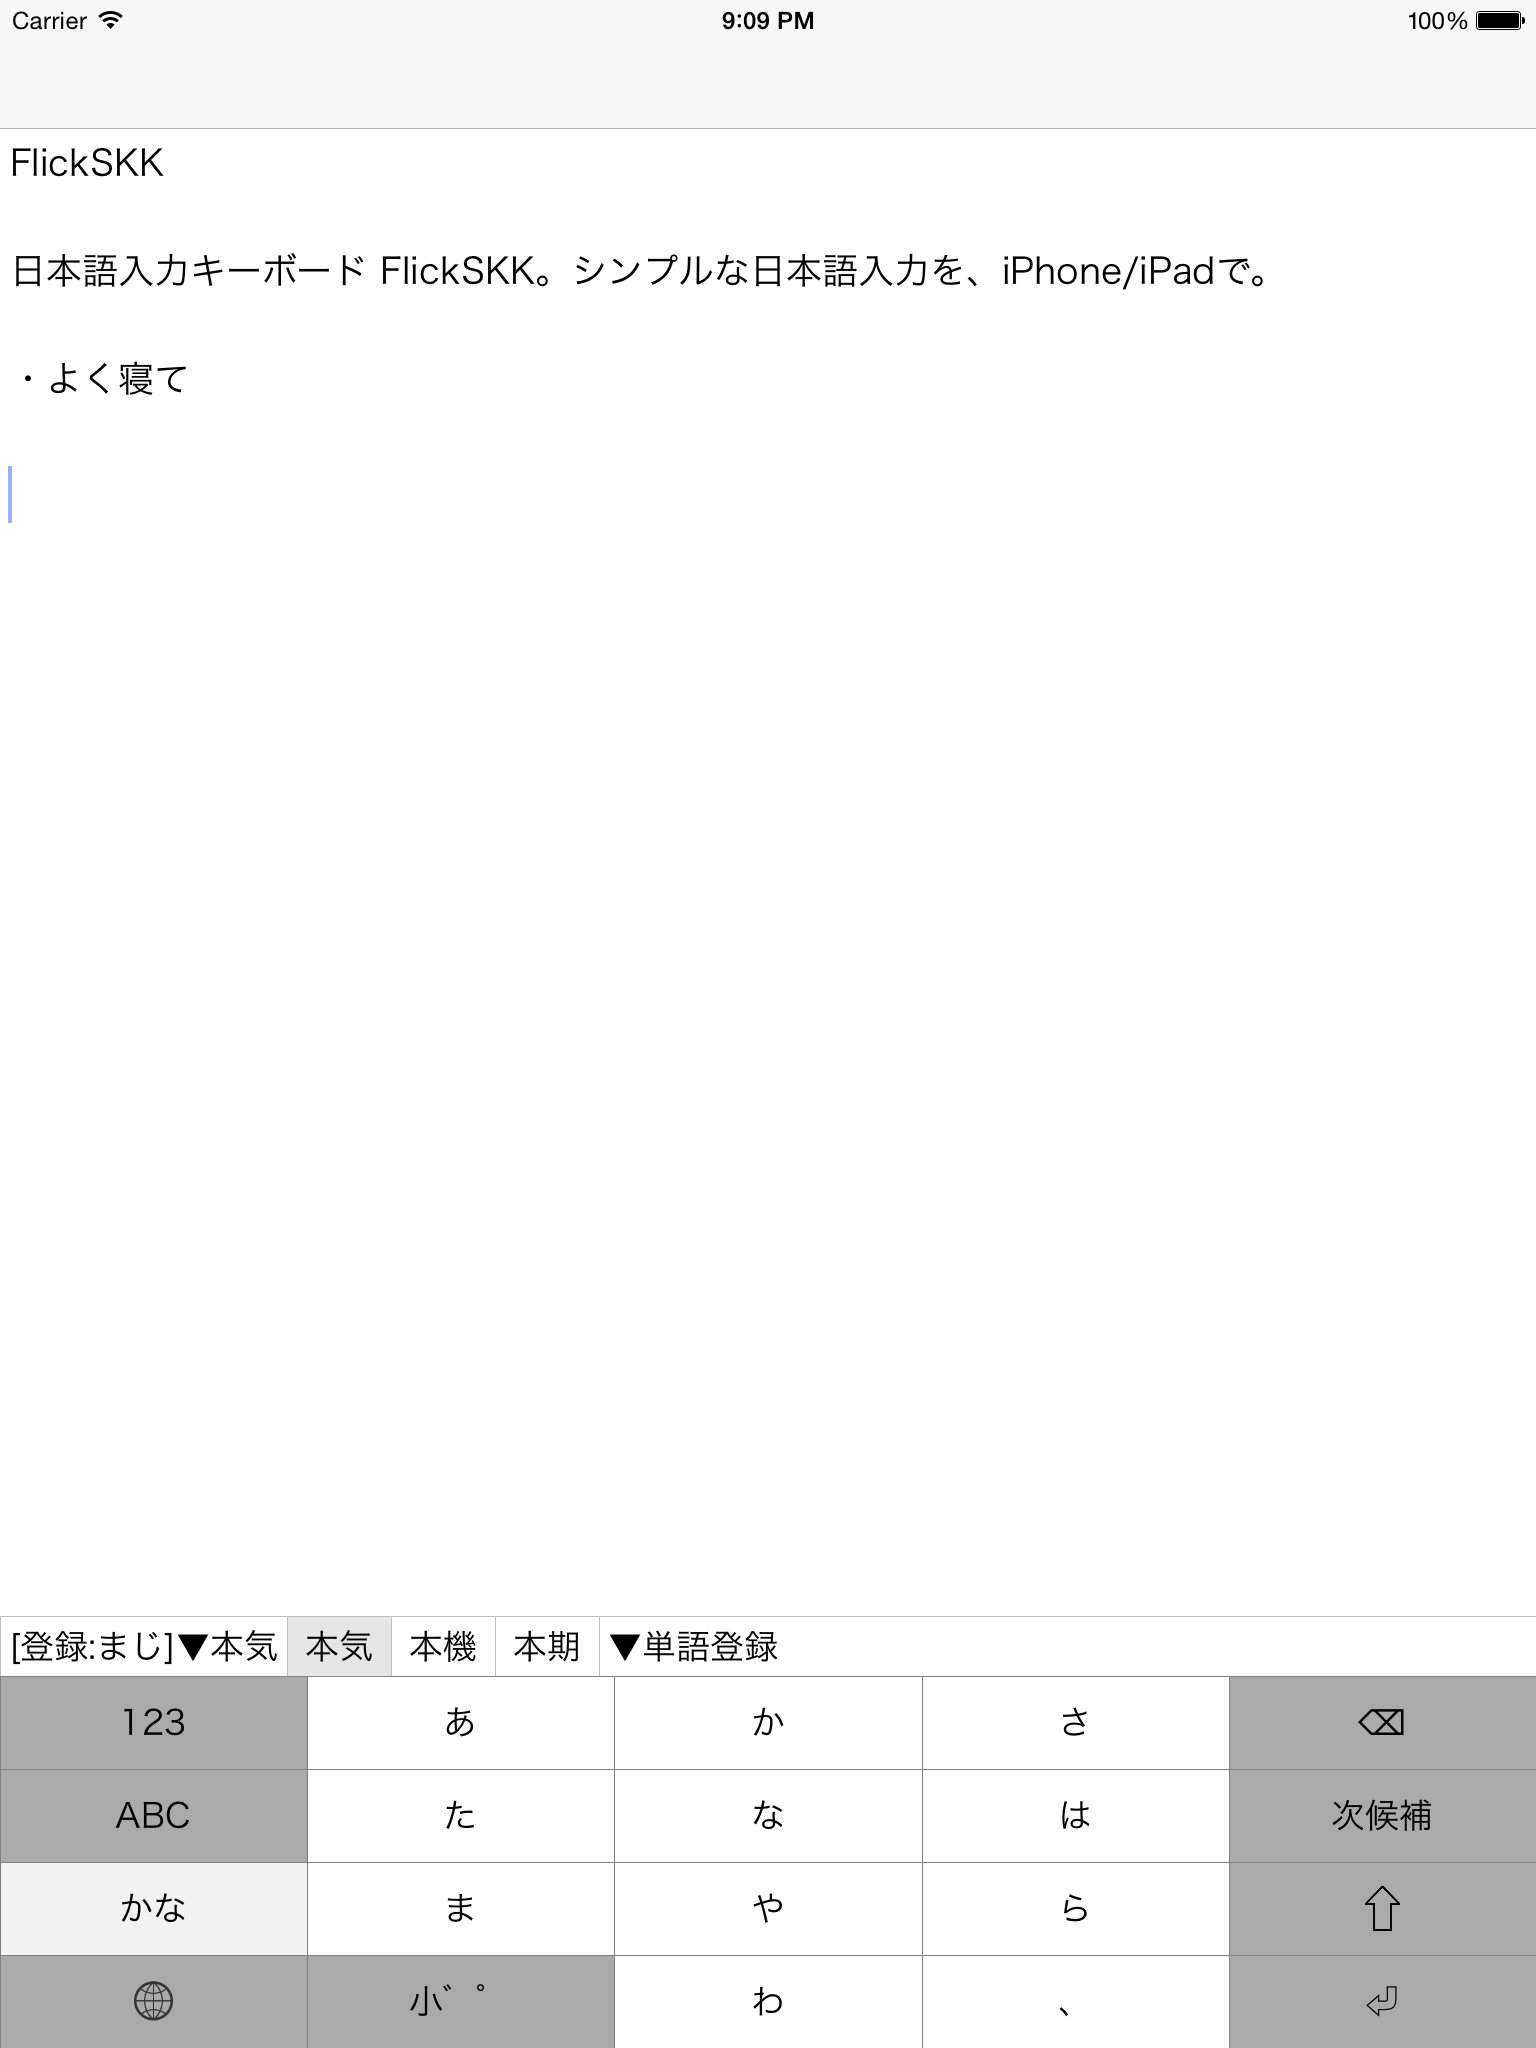 Carrier 9:09 PM 100%
FlickSKK
日本語入力キーボード FlickSKK。シンプルな日本語入力を、iPhone/iPadで。
・よく寝て
[登録:まじ]▼本気 本気 本機 本期 ▼単語登録
123 あ か さ ⌫
ABC た な は 次候補
かな ま や ら ⇧
小゛゜ わ 、 ⏎